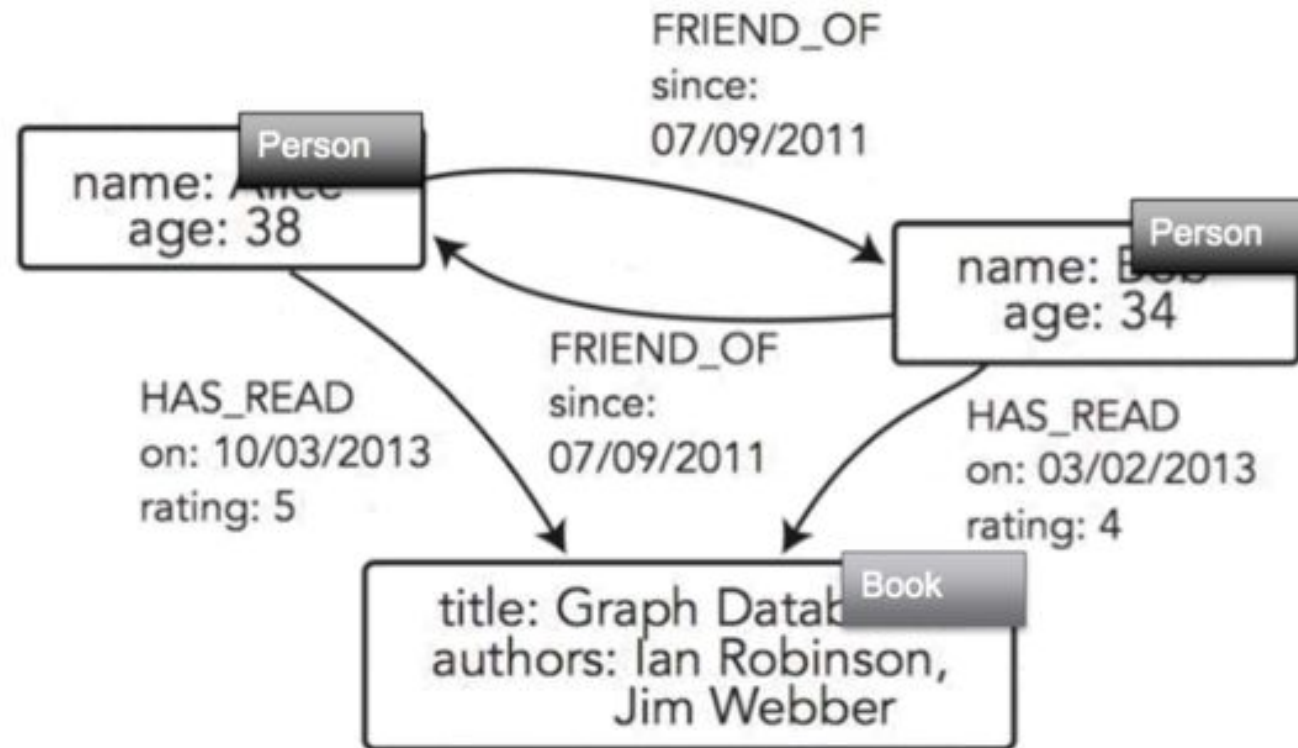 FRIEND_OF
since:
07/09/2011
Person
name: Alice
age: 38
Person
name: Bob
age: 34
FRIEND_OF
since:
07/09/2011
HAS_READ
on: 10/03/2013
rating: 5
HAS_READ
on: 03/02/2013
rating: 4
Book
title: Graph
authors: Ian Robinson,
Jim Webber